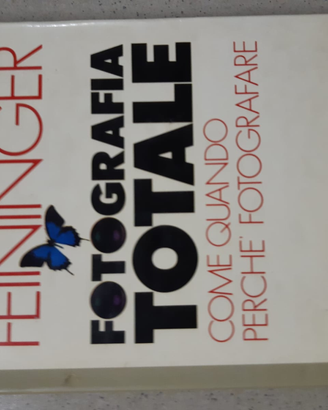 FEININGER
FOTOGRAFIA
TOTALE
COME QUANDO
PERCHE' FOTOGRAFARE